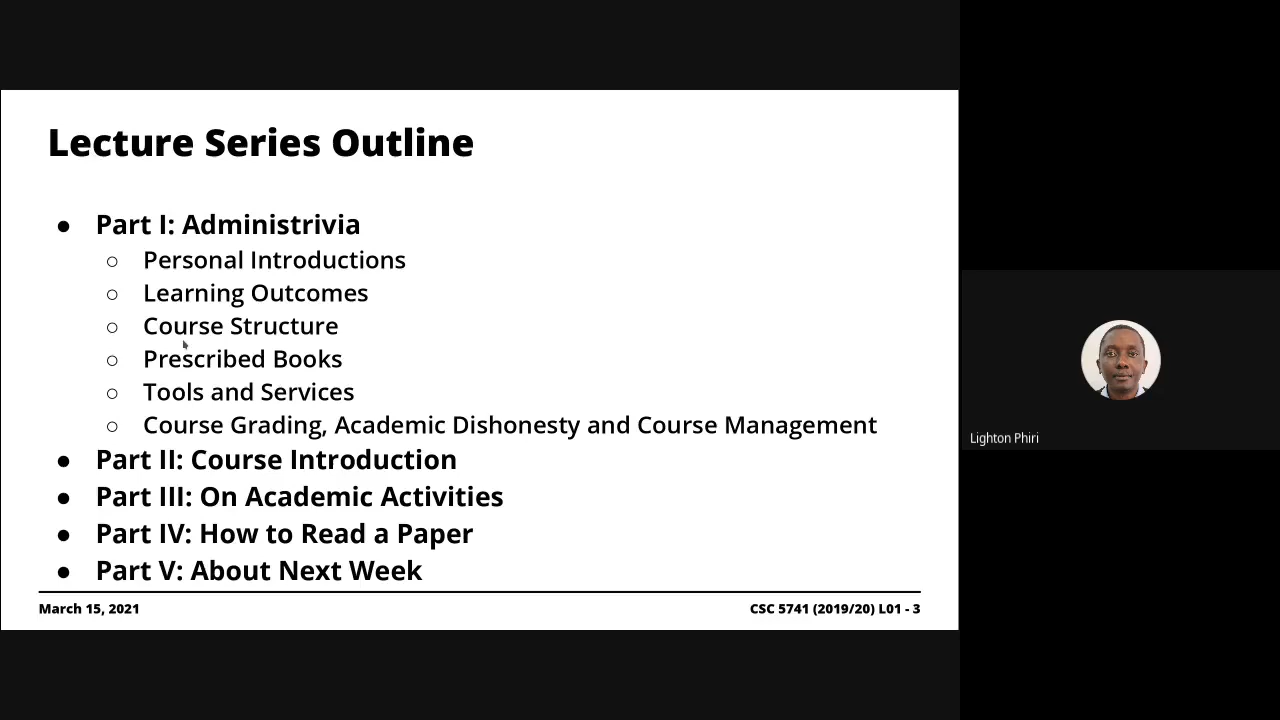 Lecture Series Outline
● Part I: Administrivia
○ Personal Introductions
○ Learning Outcomes
○ Course Structure
○ Prescribed Books
○ Tools and Services
○ Course Grading, Academic Dishonesty and Course Management
● Part II: Course Introduction
● Part III: On Academic Activities
● Part IV: How to Read a Paper
● Part V: About Next Week
March 15, 2021
CSC 5741 (2019/20) L01 - 3
Lighton Phiri